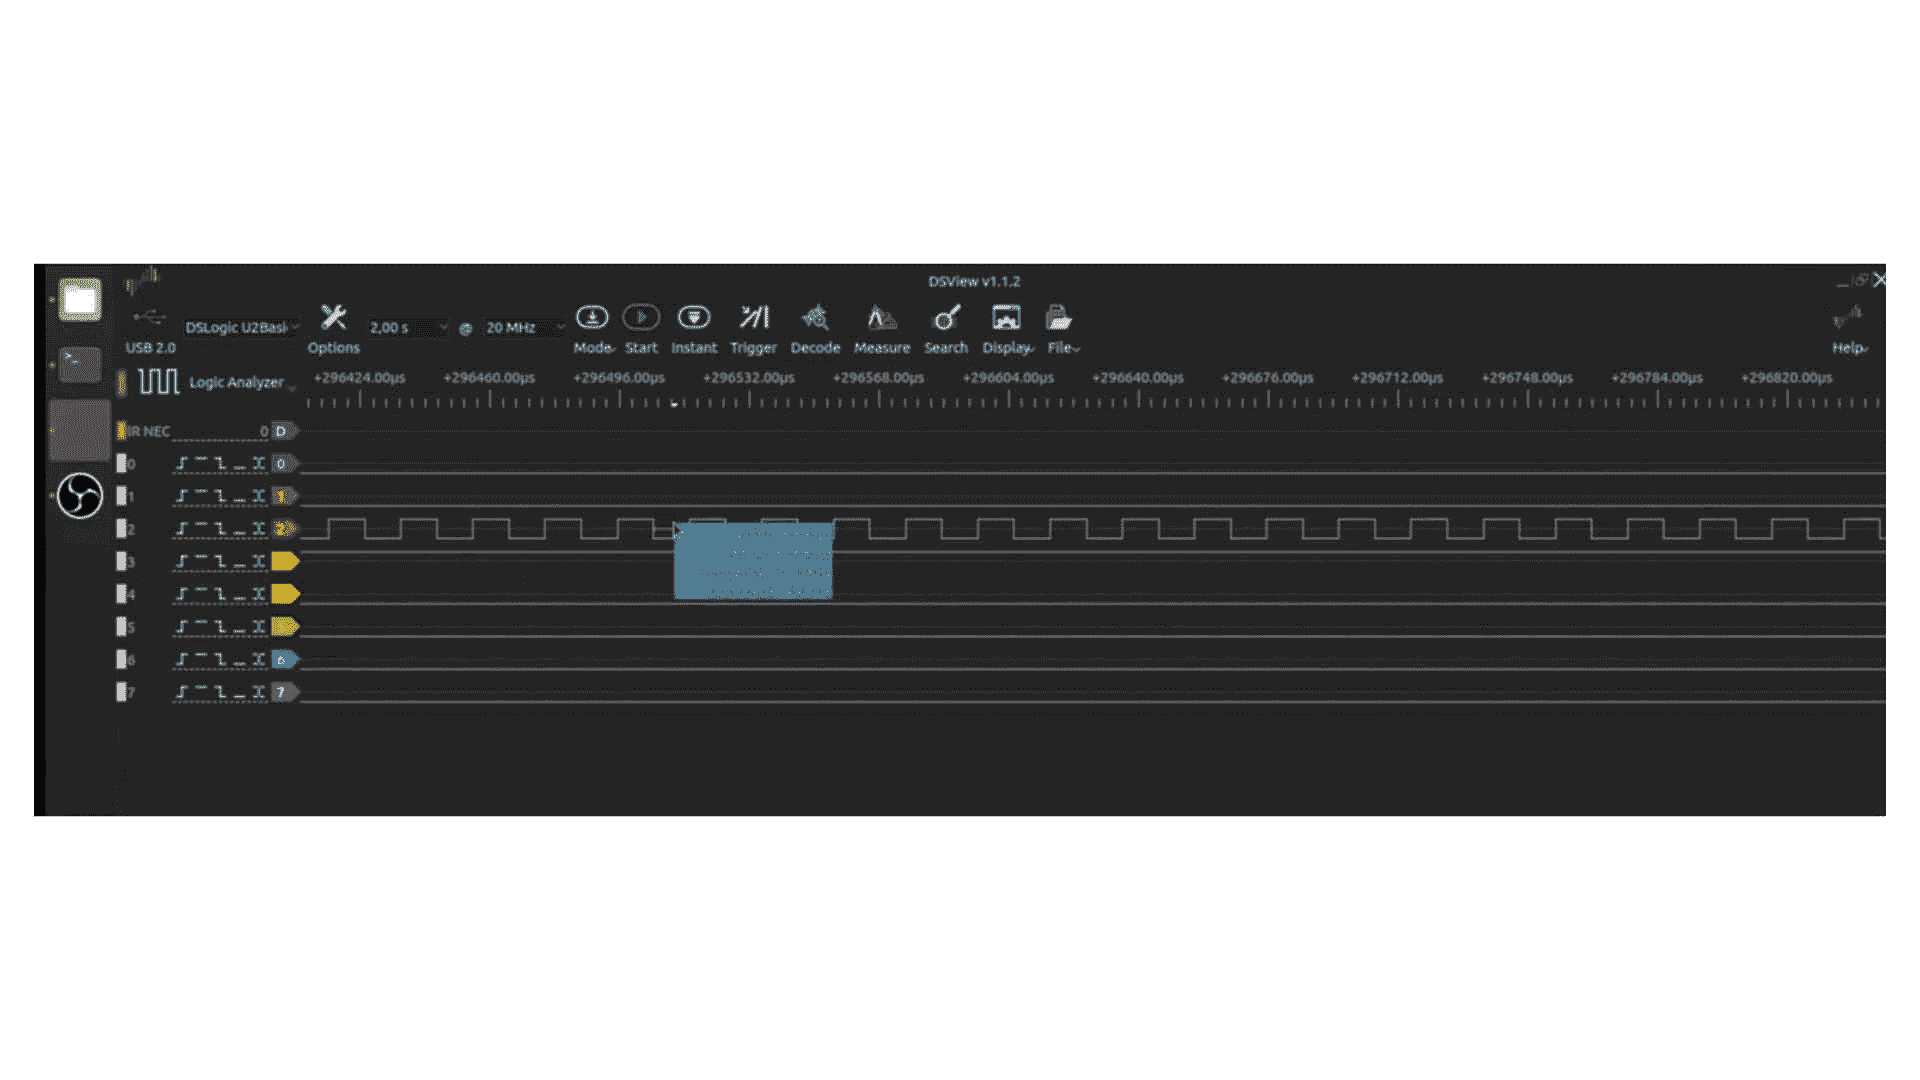 DSView v1.1.2
DSLogic U2Basi
2,00 s
20 MHz
USB 2.0
Options
Mode
Start
Instant
Trigger
Decode
Measure
Search
Display
File
Help
Logic Analyzer
+296424.00µs
+296460.00µs
+296496.00µs
+296532.00µs
+296568.00µs
+296604.00µs
+296640.00µs
+296676.00µs
+296712.00µs
+296748.00µs
+296784.00µs
+296820.00µs
IR NEC 0 D
0 0
1 1
2 2
3
4
5
6 6
7 7